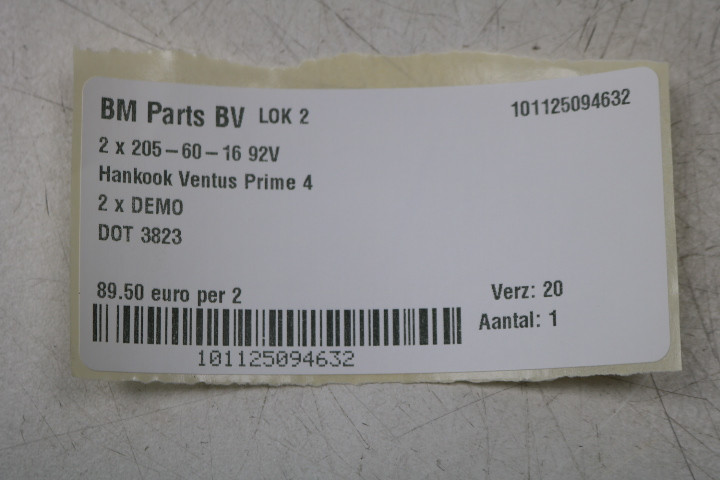 BM Parts BV LOK 2 101125094632
2 x 205-60-16 92V
Hankook Ventus Prime 4
2 x DEMO
DOT 3823
89.50 euro per 2 Verz: 20
Aantal: 1
101125094632